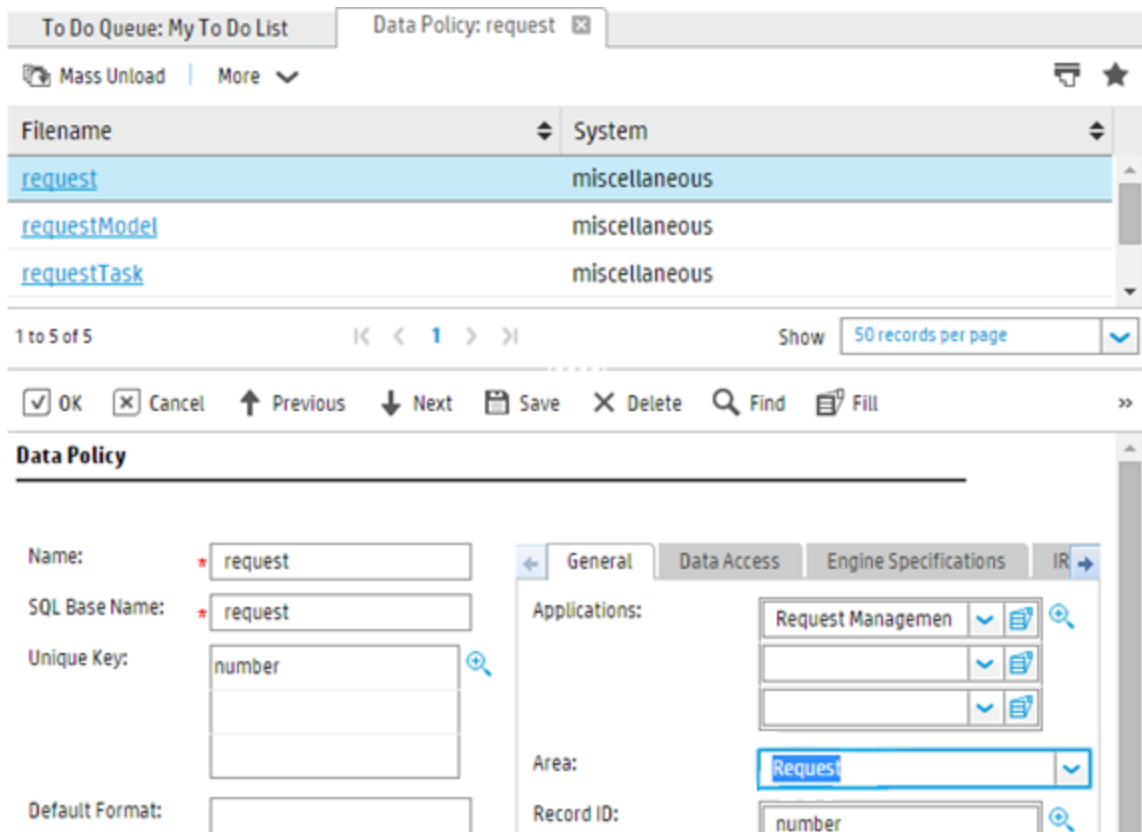 To Do Queue: My To Do List Data Policy: request
Mass Unload More
Filename System
request miscellaneous
requestModel miscellaneous
requestTask miscellaneous
1 to 5 of 5 1 Show 50 records per page
OK Cancel Previous Next Save Delete Find Fill »
Data Policy
Name: * request General Data Access Engine Specifications IR
SQL Base Name: * request Applications: Request Managemen
Unique Key: number
Area: Request
Default Format: Record ID: number